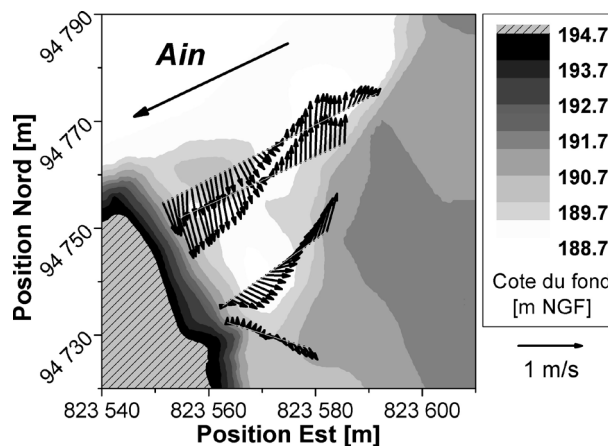 94 790
94 770
94 750
94 730
Position Nord [m]
Ain
823 540
823 560
823 580
823 600
Position Est [m]
194.7
193.7
192.7
191.7
190.7
189.7
188.7
Cote du fond
[m NGF]
1 m/s